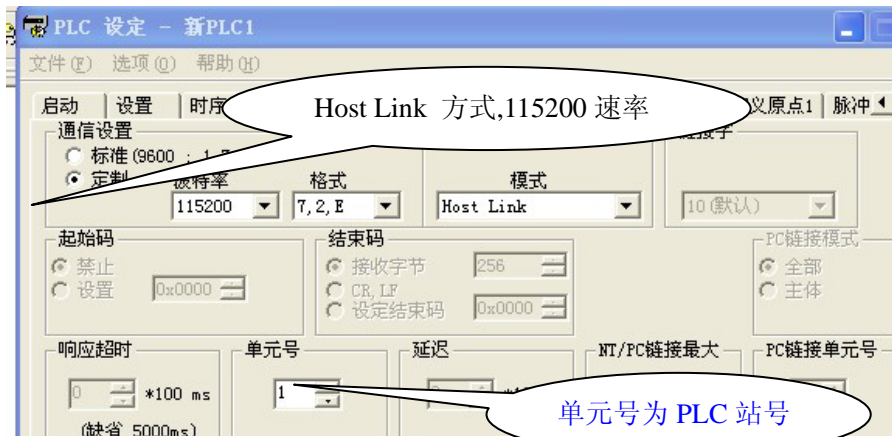 PLC 设定 - 新PLC1
文件(F) 选项(O) 帮助(H)
启动 设置 时序
Host Link 方式,115200 速率
义原点1 脉冲
通信设置
标准(9600 ; 1
定制 波特率 格式 模式
115200 7,2,E Host Link 10(默认)
起始码 结束码 PC链接模式
禁止 接收字节 256 全部
设置 0x0000 CR, LF 主体
设定结束码 0x0000
响应超时 单元号 延迟 NT/PC链接最大 PC链接单元号
0 *100 ms 1
单元号为 PLC 站号
(缺省 5000ms)